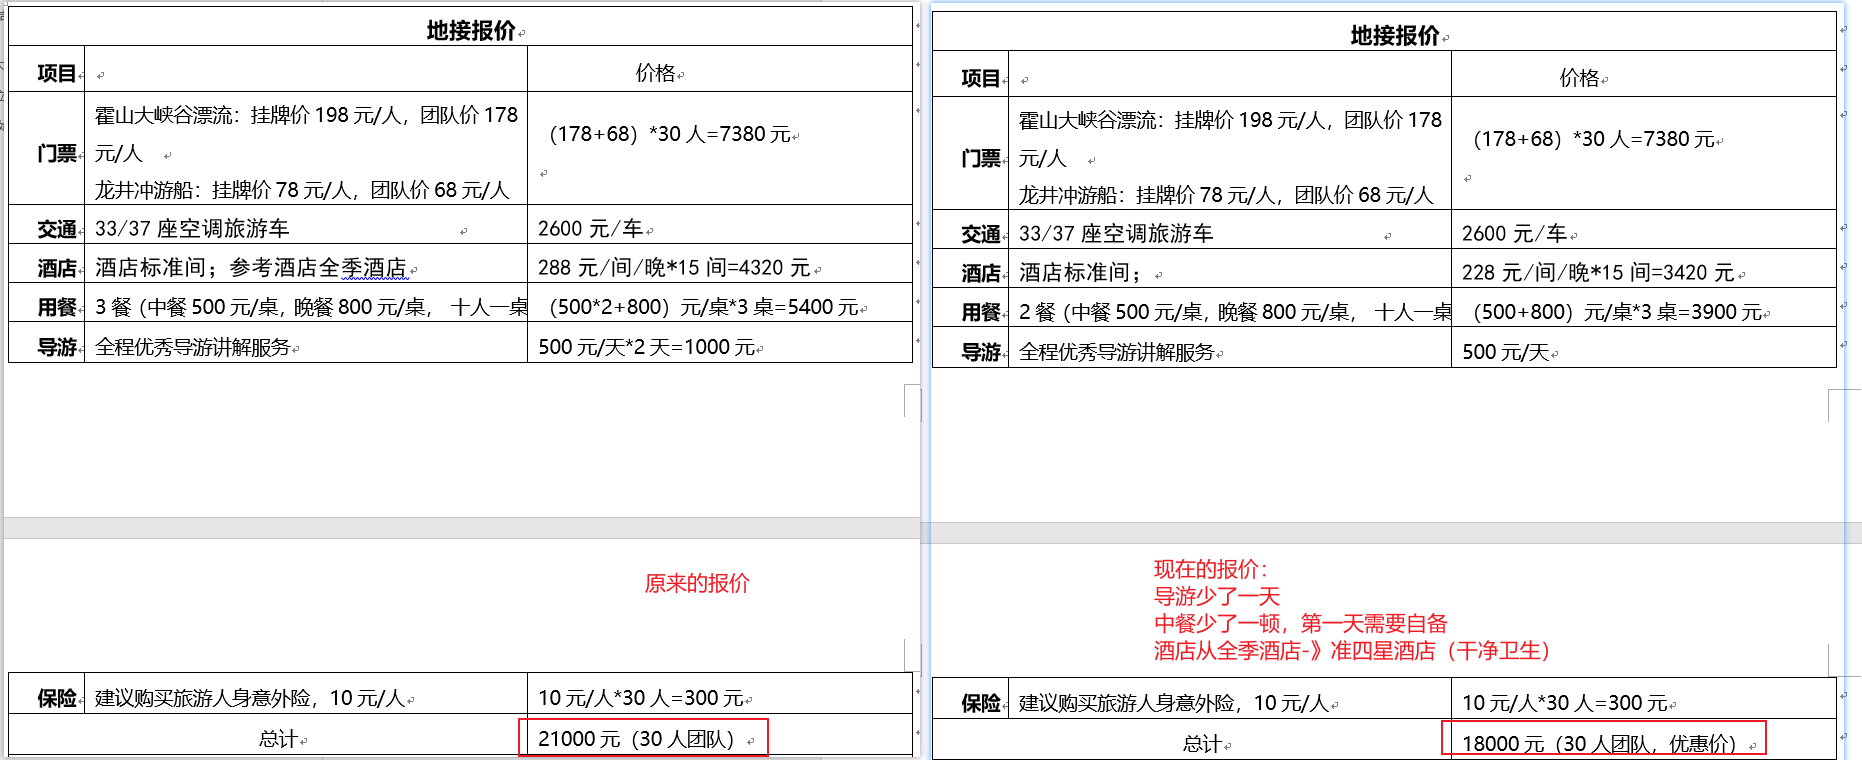 地接报价
项目
价格
门票
霍山大峡谷漂流：挂牌价 198 元/人，团队价 178
元/人
龙井冲游船：挂牌价 78 元/人，团队价 68 元/人
（178+68）*30 人=7380 元
交通
33/37 座空调旅游车
2600 元/车
酒店
酒店标准间；参考酒店全季酒店
288 元/间/晚*15 间=4320 元
用餐
3 餐（中餐 500 元/桌，晚餐 800 元/桌， 十人一桌
（500*2+800）元/桌*3 桌=5400 元
导游
全程优秀导游讲解服务
500 元/天*2 天=1000 元
原来的报价
保险
建议购买旅游人身意外险，10 元/人
10 元/人*30 人=300 元
总计
21000 元（30 人团队）
地接报价
项目
价格
门票
霍山大峡谷漂流：挂牌价 198 元/人，团队价 178
元/人
龙井冲游船：挂牌价 78 元/人，团队价 68 元/人
（178+68）*30 人=7380 元
交通
33/37 座空调旅游车
2600 元/车
酒店
酒店标准间；
228 元/间/晚*15 间=3420 元
用餐
2 餐（中餐 500 元/桌，晚餐 800 元/桌， 十人一桌
（500+800）元/桌*3 桌=3900 元
导游
全程优秀导游讲解服务
500 元/天
现在的报价：
导游少了一天
中餐少了一顿，第一天需要自备
酒店从全季酒店-》准四星酒店（干净卫生）
保险
建议购买旅游人身意外险，10 元/人
10 元/人*30 人=300 元
总计
18000 元（30 人团队，优惠价）